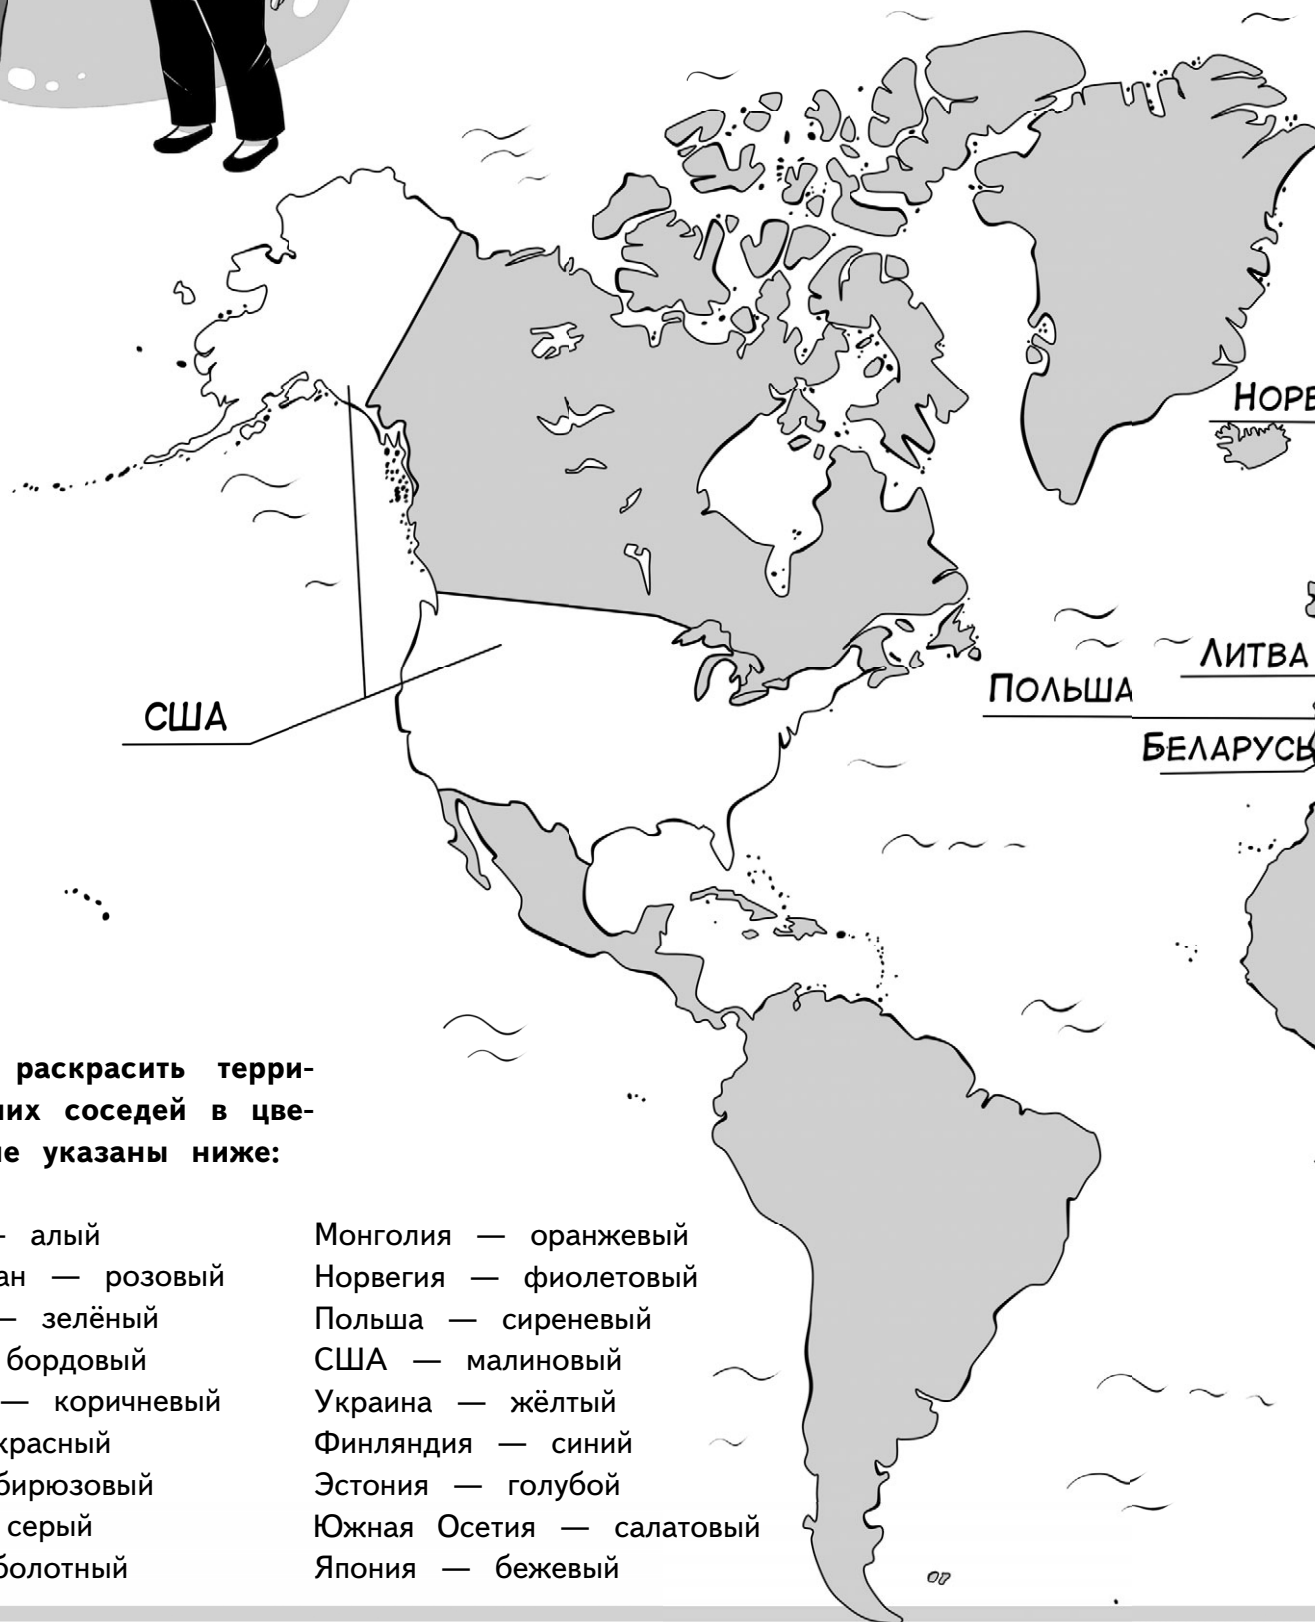 НОРВ
ЛИТВА
ПОЛЬША
БЕЛАРУСЬ
США
раскрасить терри-
них соседей в цве-
е указаны ниже:
— алый
ан — розовый
— зелёный
бордовый
— коричневый
красный
бирюзовый
серый
болотный
Монголия — оранжевый
Норвегия — фиолетовый
Польша — сиреневый
США — малиновый
Украина — жёлтый
Финляндия — синий
Эстония — голубой
Южная Осетия — салатовый
Япония — бежевый